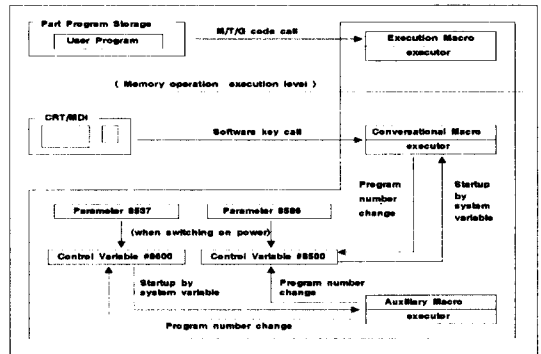 Part Program Storage
User Program
M/T/G code call
Execution Macro
executor
( Memory operation execution level )
CRT/MDI
Software key call
Conversational Macro
executor
Program
number
change
Startup
by
system
variable
Parameter 8537
Parameter 8586
(when switching on power)
Control Variable #8600
Control Variable #8500
Startup by
system variable
Program number
change
Auxiliary Macro
executor
Program number change